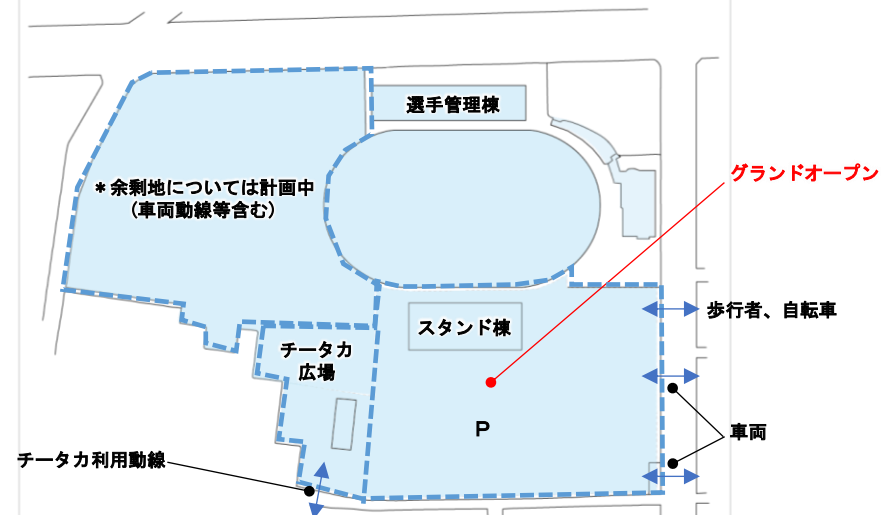 選手管理棟
グランドオープン
＊余剰地については計画中
(車両動線等含む)
歩行者、自転車
スタンド棟
チータカ
広場
P
車両
チータカ利用動線